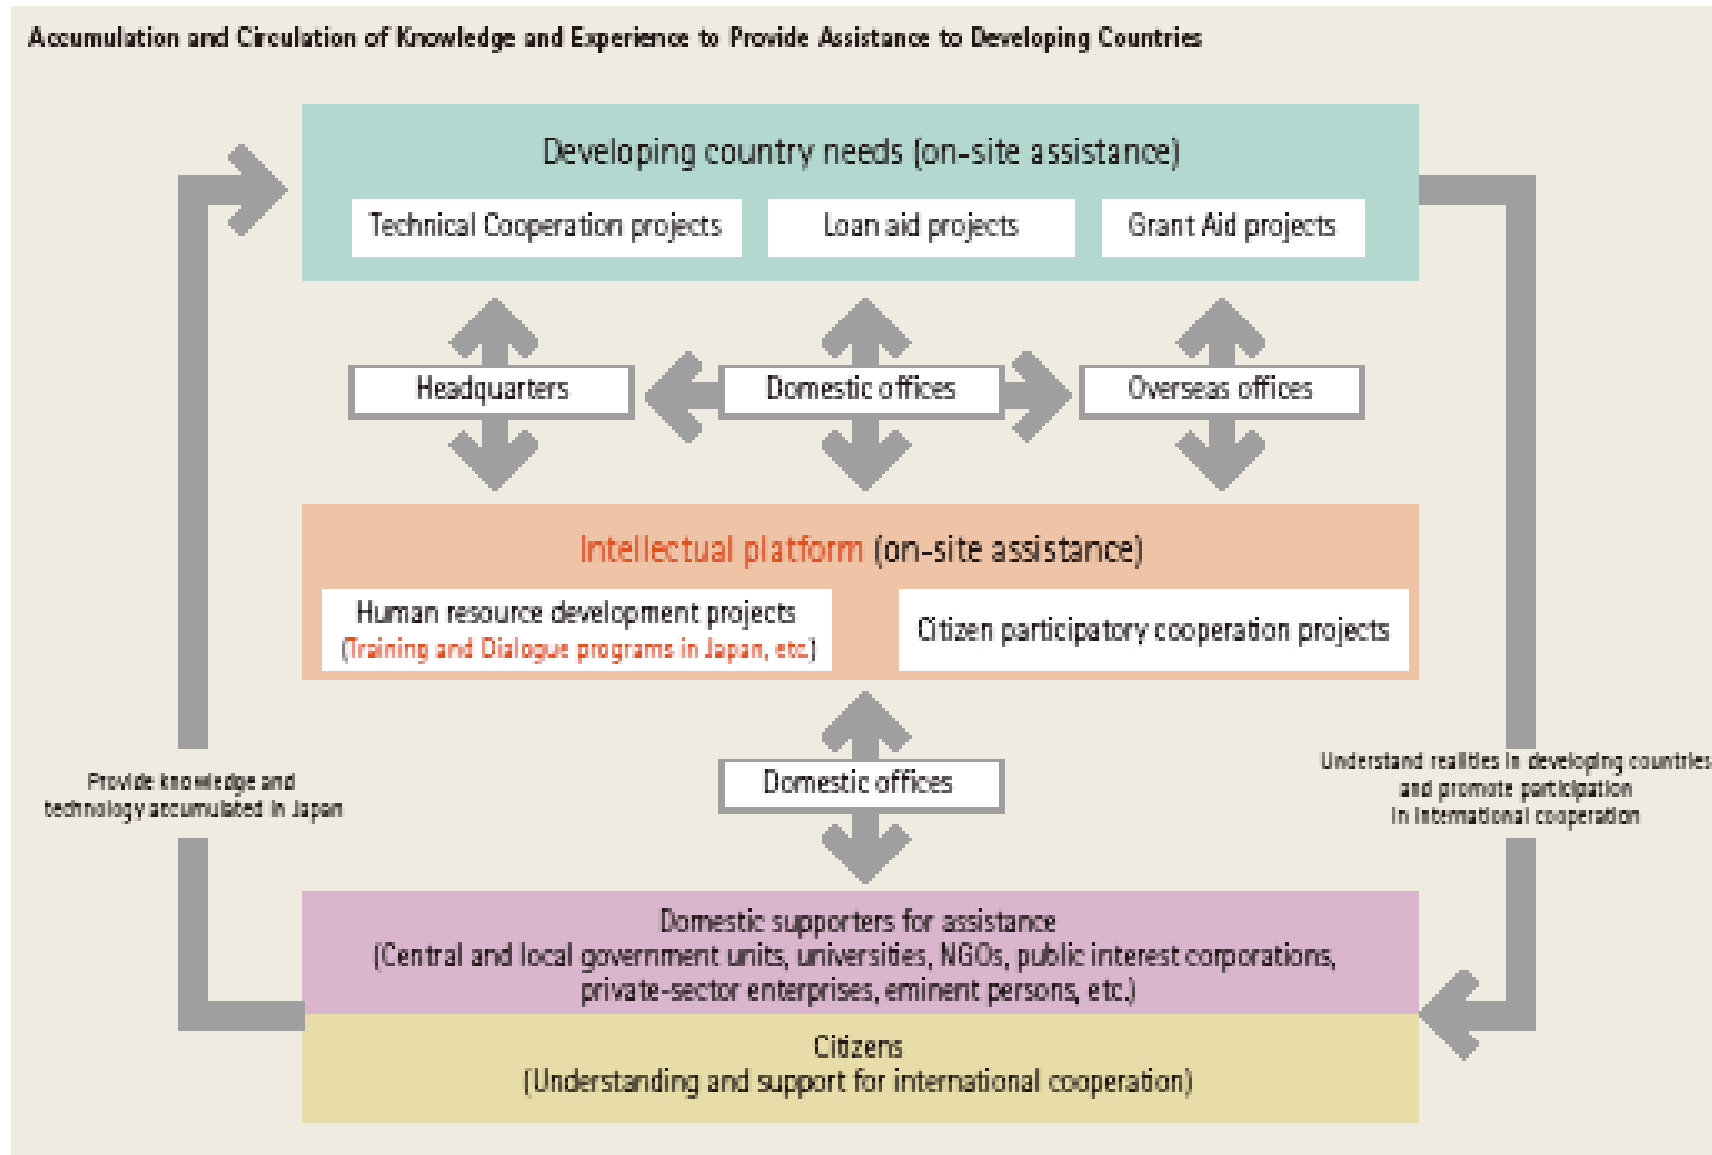 Accumulation and Circulation of Knowledge and Experience to Provide Assistance to Developing Countries
Developing country needs (on-site assistance)
Technical Cooperation projects
Loan aid projects
Grant Aid projects
Headquarters
Domestic offices
Overseas offices
Intellectual platform (on-site assistance)
Human resource development projects
(Training and Dialogue programs in Japan, etc.)
Citizen participatory cooperation projects
Domestic offices
Provide knowledge and
technology accumulated in Japan
Understand realities in developing countries
and promote participation
in international cooperation
Domestic supporters for assistance
(Central and local government units, universities, NGOs, public interest corporations,
private-sector enterprises, eminent persons, etc.)
Citizens
(Understanding and support for international cooperation)